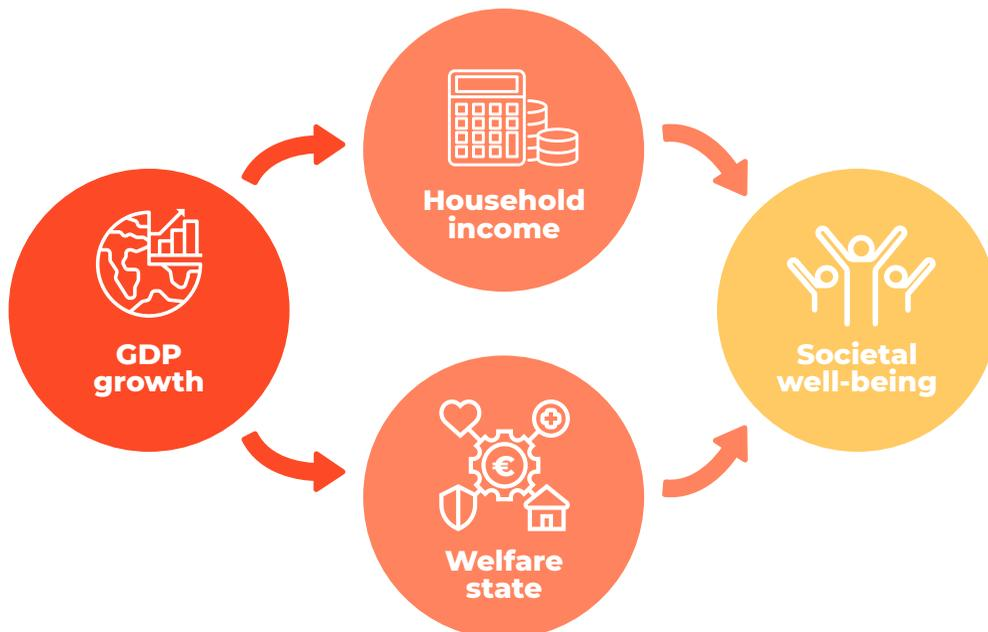 Household
income
GDP
growth
Societal
well-being
€
Welfare
state